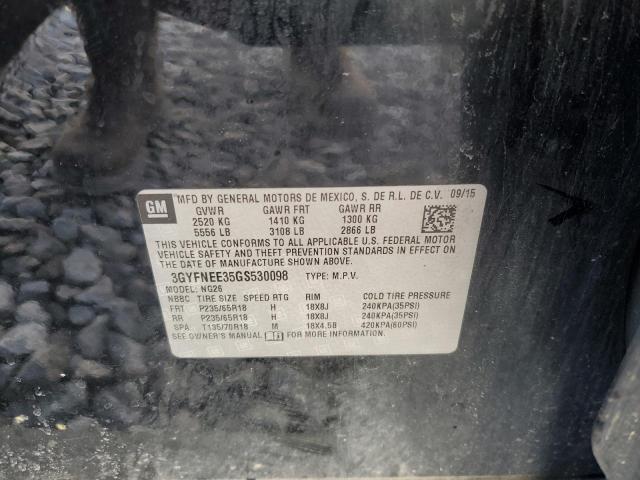 GM
MFD BY GENERAL MOTORS DE MEXICO, S. DE R.L. DE C.V. 09/15
GVWR GAWR FRT GAWR RR
2520 KG 1410 KG 1300 KG
5556 LB 3108 LB 2866 LB
THIS VEHICLE CONFORMS TO ALL APPLICABLE U.S. FEDERAL MOTOR
VEHICLE SAFETY AND THEFT PREVENTION STANDARDS IN EFFECT ON
THE DATE OF MANUFACTURE SHOWN ABOVE.
3GYFNEE35GS530098 TYPE: M.P.V.
MODEL: NG26
NBBC TIRE SIZE SPEED RTG RIM COLD TIRE PRESSURE
FRT P235/65R18 H 18X8J 240KPA(35PSI)
RR P235/65R18 H 18X8J 240KPA(35PSI)
SPA T135/70R18 M 18X4.5B 420KPA(60PSI)
SEE OWNER'S MANUAL FOR MORE INFORMATION.